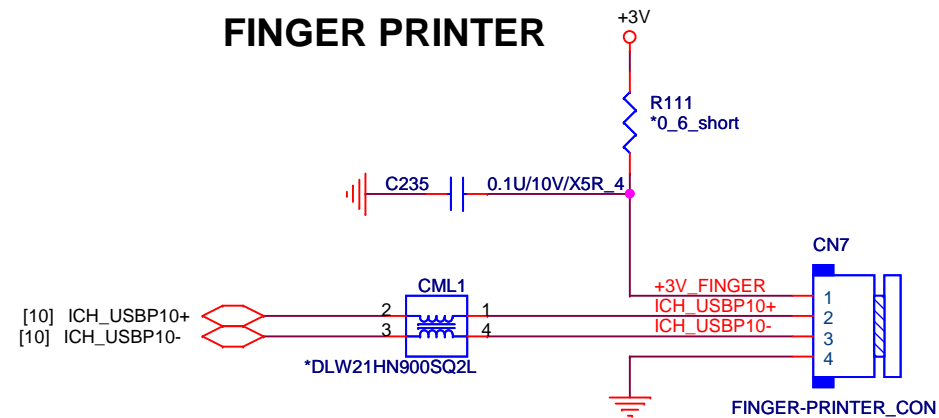 FINGER PRINTER
+3V
R111
*0_6_short
C235
0.1U/10V/X5R_4
CN7
CML1
+3V_FINGER
1
[10] ICH_USBP10+
2
1
ICH_USBP10+
2
[10] ICH_USBP10-
3
4
ICH_USBP10-
3
4
*DLW21HN900SQ2L
FINGER-PRINTER_CON